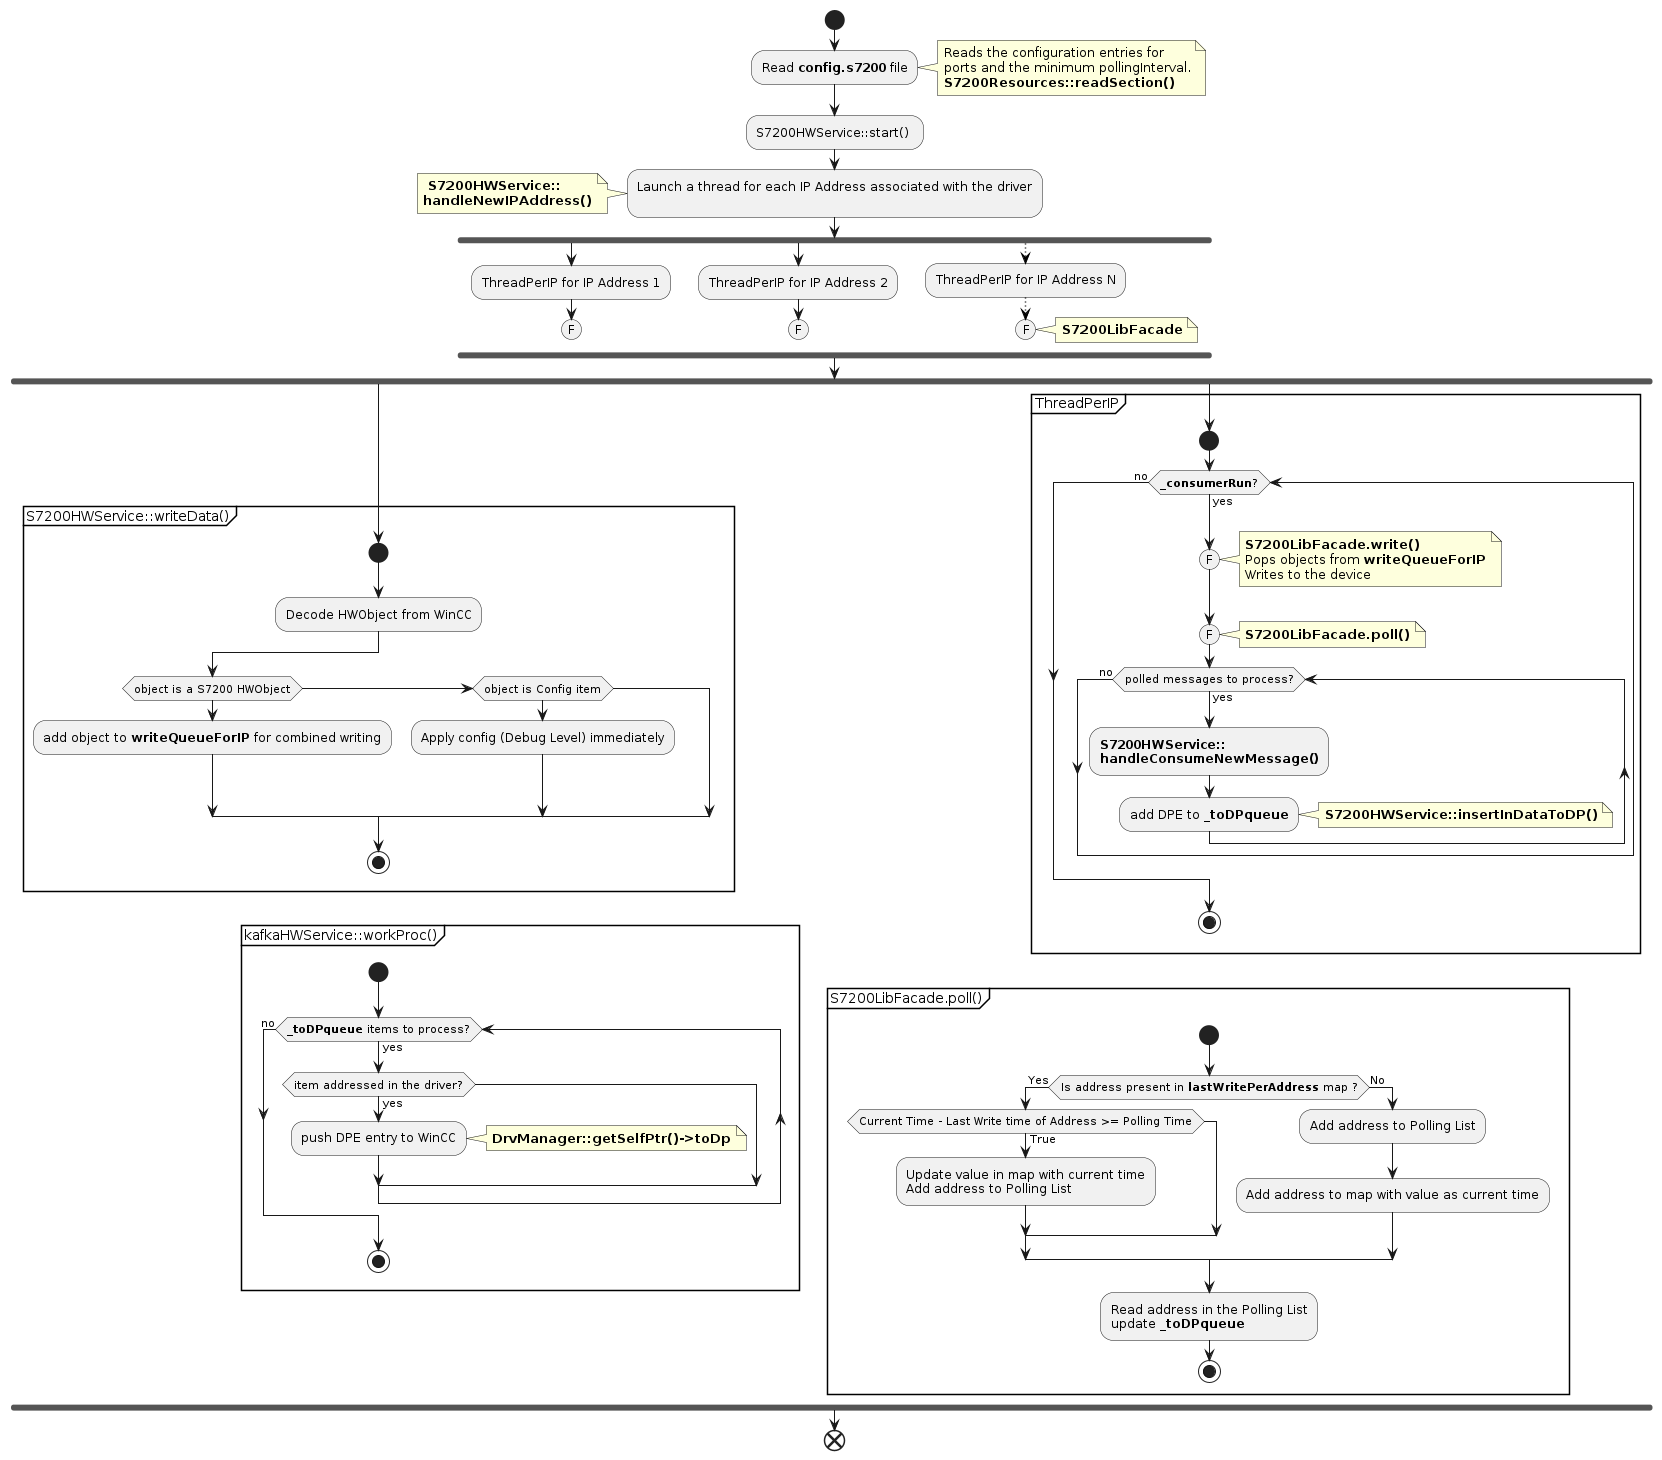 Read config.s7200 file
Reads the configuration entries for
ports and the minimum pollingInterval.
S7200Resources::readSection()
S7200HWService::start()
S7200HWService::
handleNewIPAddress()
Launch a thread for each IP Address associated with the driver
ThreadPerIP for IP Address 1
ThreadPerIP for IP Address 2
ThreadPerIP for IP Address N
F
F
F
S7200LibFacade
S7200HWService::writeData()
Decode HWObject from WinCC
object is a S7200 HWObject
object is Config item
add object to writeQueueForIP for combined writing
Apply config (Debug Level) immediately
ThreadPerIP
no
_consumerRun?
yes
F
S7200LibFacade.write()
Pops objects from writeQueueForIP
Writes to the device
F
S7200LibFacade.poll()
no
polled messages to process?
yes
S7200HWService::
handleConsumeNewMessage()
add DPE to _toDPqueue
S7200HWService::insertInDataToDP()
kafkaHWService::workProc()
no
_toDPqueue items to process?
yes
item addressed in the driver?
yes
push DPE entry to WinCC
DrvManager::getSelfPtr()->toDp
S7200LibFacade.poll()
Yes
Is address present in lastWritePerAddress map ?
No
Current Time - Last Write time of Address >= Polling Time
True
Update value in map with current time
Add address to Polling List
Add address to Polling List
Add address to map with value as current time
Read address in the Polling List
update _toDPqueue